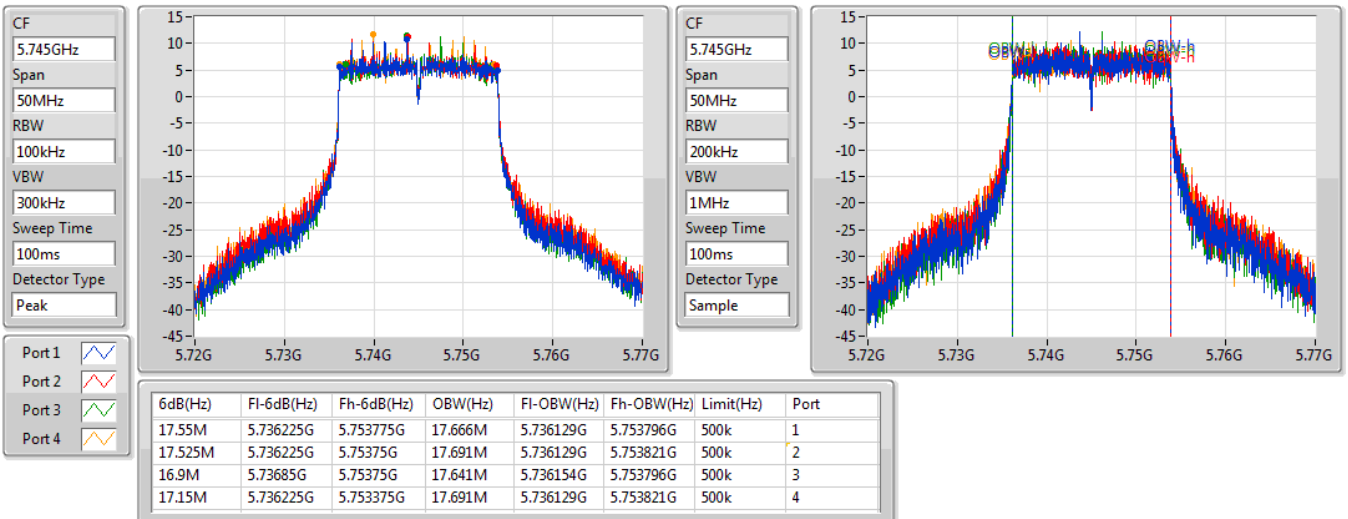 CF
5.745GHz
Span
50MHz
RBW
100kHz
VBW
300kHz
Sweep Time
100ms
Detector Type
Peak
Port 1
Port 2
Port 3
Port 4
15
10
5
0
-5
-10
-15
-20
-25
-30
-35
-40
-45
5.72G 5.73G 5.74G 5.75G 5.76G 5.77G
CF
5.745GHz
Span
50MHz
RBW
200kHz
VBW
1MHz
Sweep Time
100ms
Detector Type
Sample
15
10
5
0
-5
-10
-15
-20
-25
-30
-35
-40
-45
OBW-h
5.72G 5.73G 5.74G 5.75G 5.76G 5.77G
6dB(Hz) Fl-6dB(Hz) Fh-6dB(Hz) OBW(Hz) Fl-OBW(Hz) Fh-OBW(Hz) Limit(Hz) Port
17.55M 5.736225G 5.753775G 17.666M 5.736129G 5.753796G 500k 1
17.525M 5.736225G 5.75375G 17.691M 5.736129G 5.753821G 500k 2
16.9M 5.73685G 5.75375G 17.641M 5.736154G 5.753796G 500k 3
17.15M 5.736225G 5.753375G 17.691M 5.736129G 5.753821G 500k 4